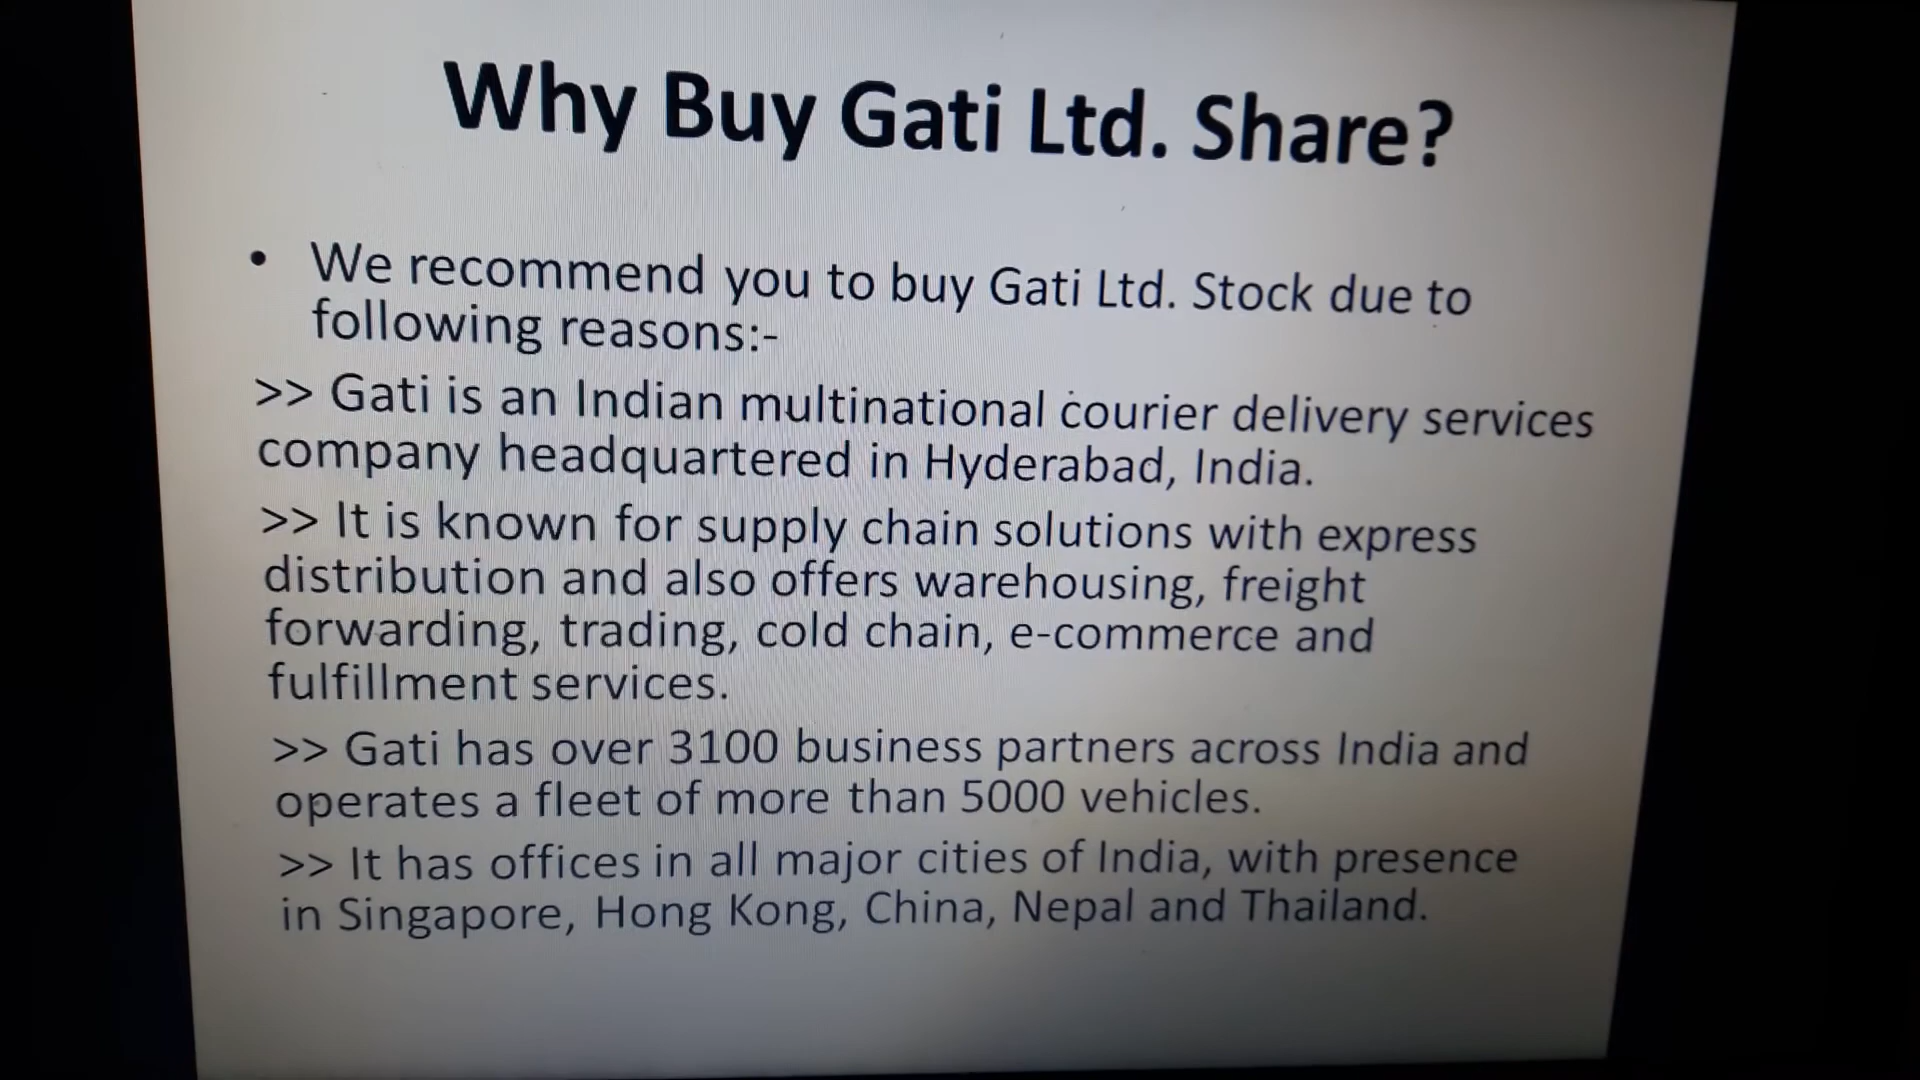 Why Buy Gati Ltd. Share?
• We recommend you to buy Gati Ltd. Stock due to
following reasons:-
>> Gati is an Indian multinational courier delivery services
company headquartered in Hyderabad, India.
>> It is known for supply chain solutions with express
distribution and also offers warehousing, freight
forwarding, trading, cold chain, e-commerce and
fulfillment services.
>> Gati has over 3100 business partners across India and
operates a fleet of more than 5000 vehicles.
>> It has offices in all major cities of India, with presence
in Singapore, Hong Kong, China, Nepal and Thailand.